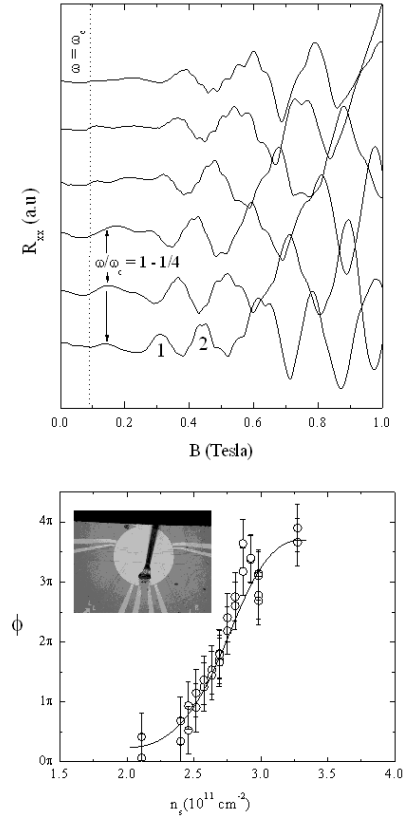 ω = ω_c
R_xx (a.u)
ω/ω_c = 1 - 1/4
1
2
0.0 0.2 0.4 0.6 0.8 1.0
B (Tesla)
4π
3π
2π
1π
0π
ϕ
1.5 2.0 2.5 3.0 3.5 4.0
n_s(10^11 cm^-2)